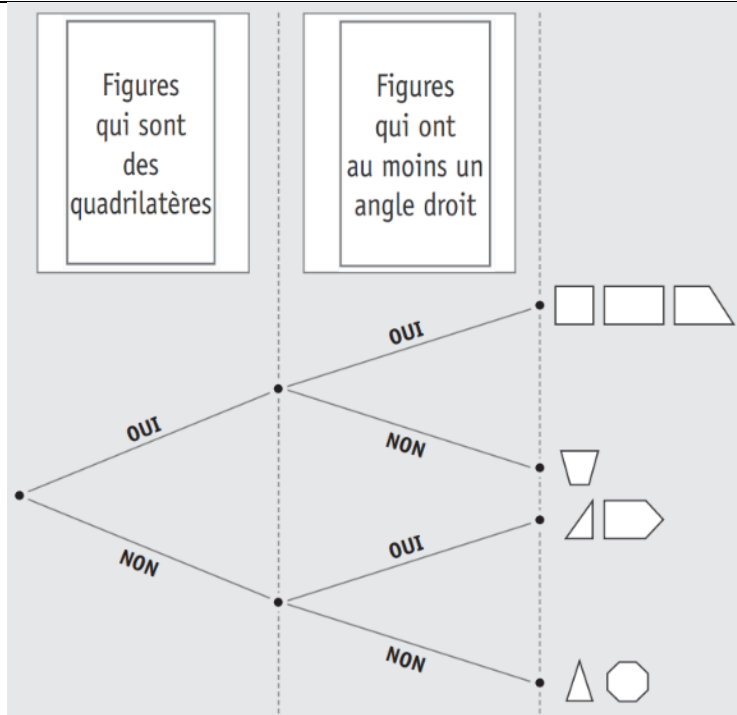 Figures
qui sont
des
quadrilatères
Figures
qui ont
au moins un
angle droit
OUI
OUI
NON
NON
OUI
NON